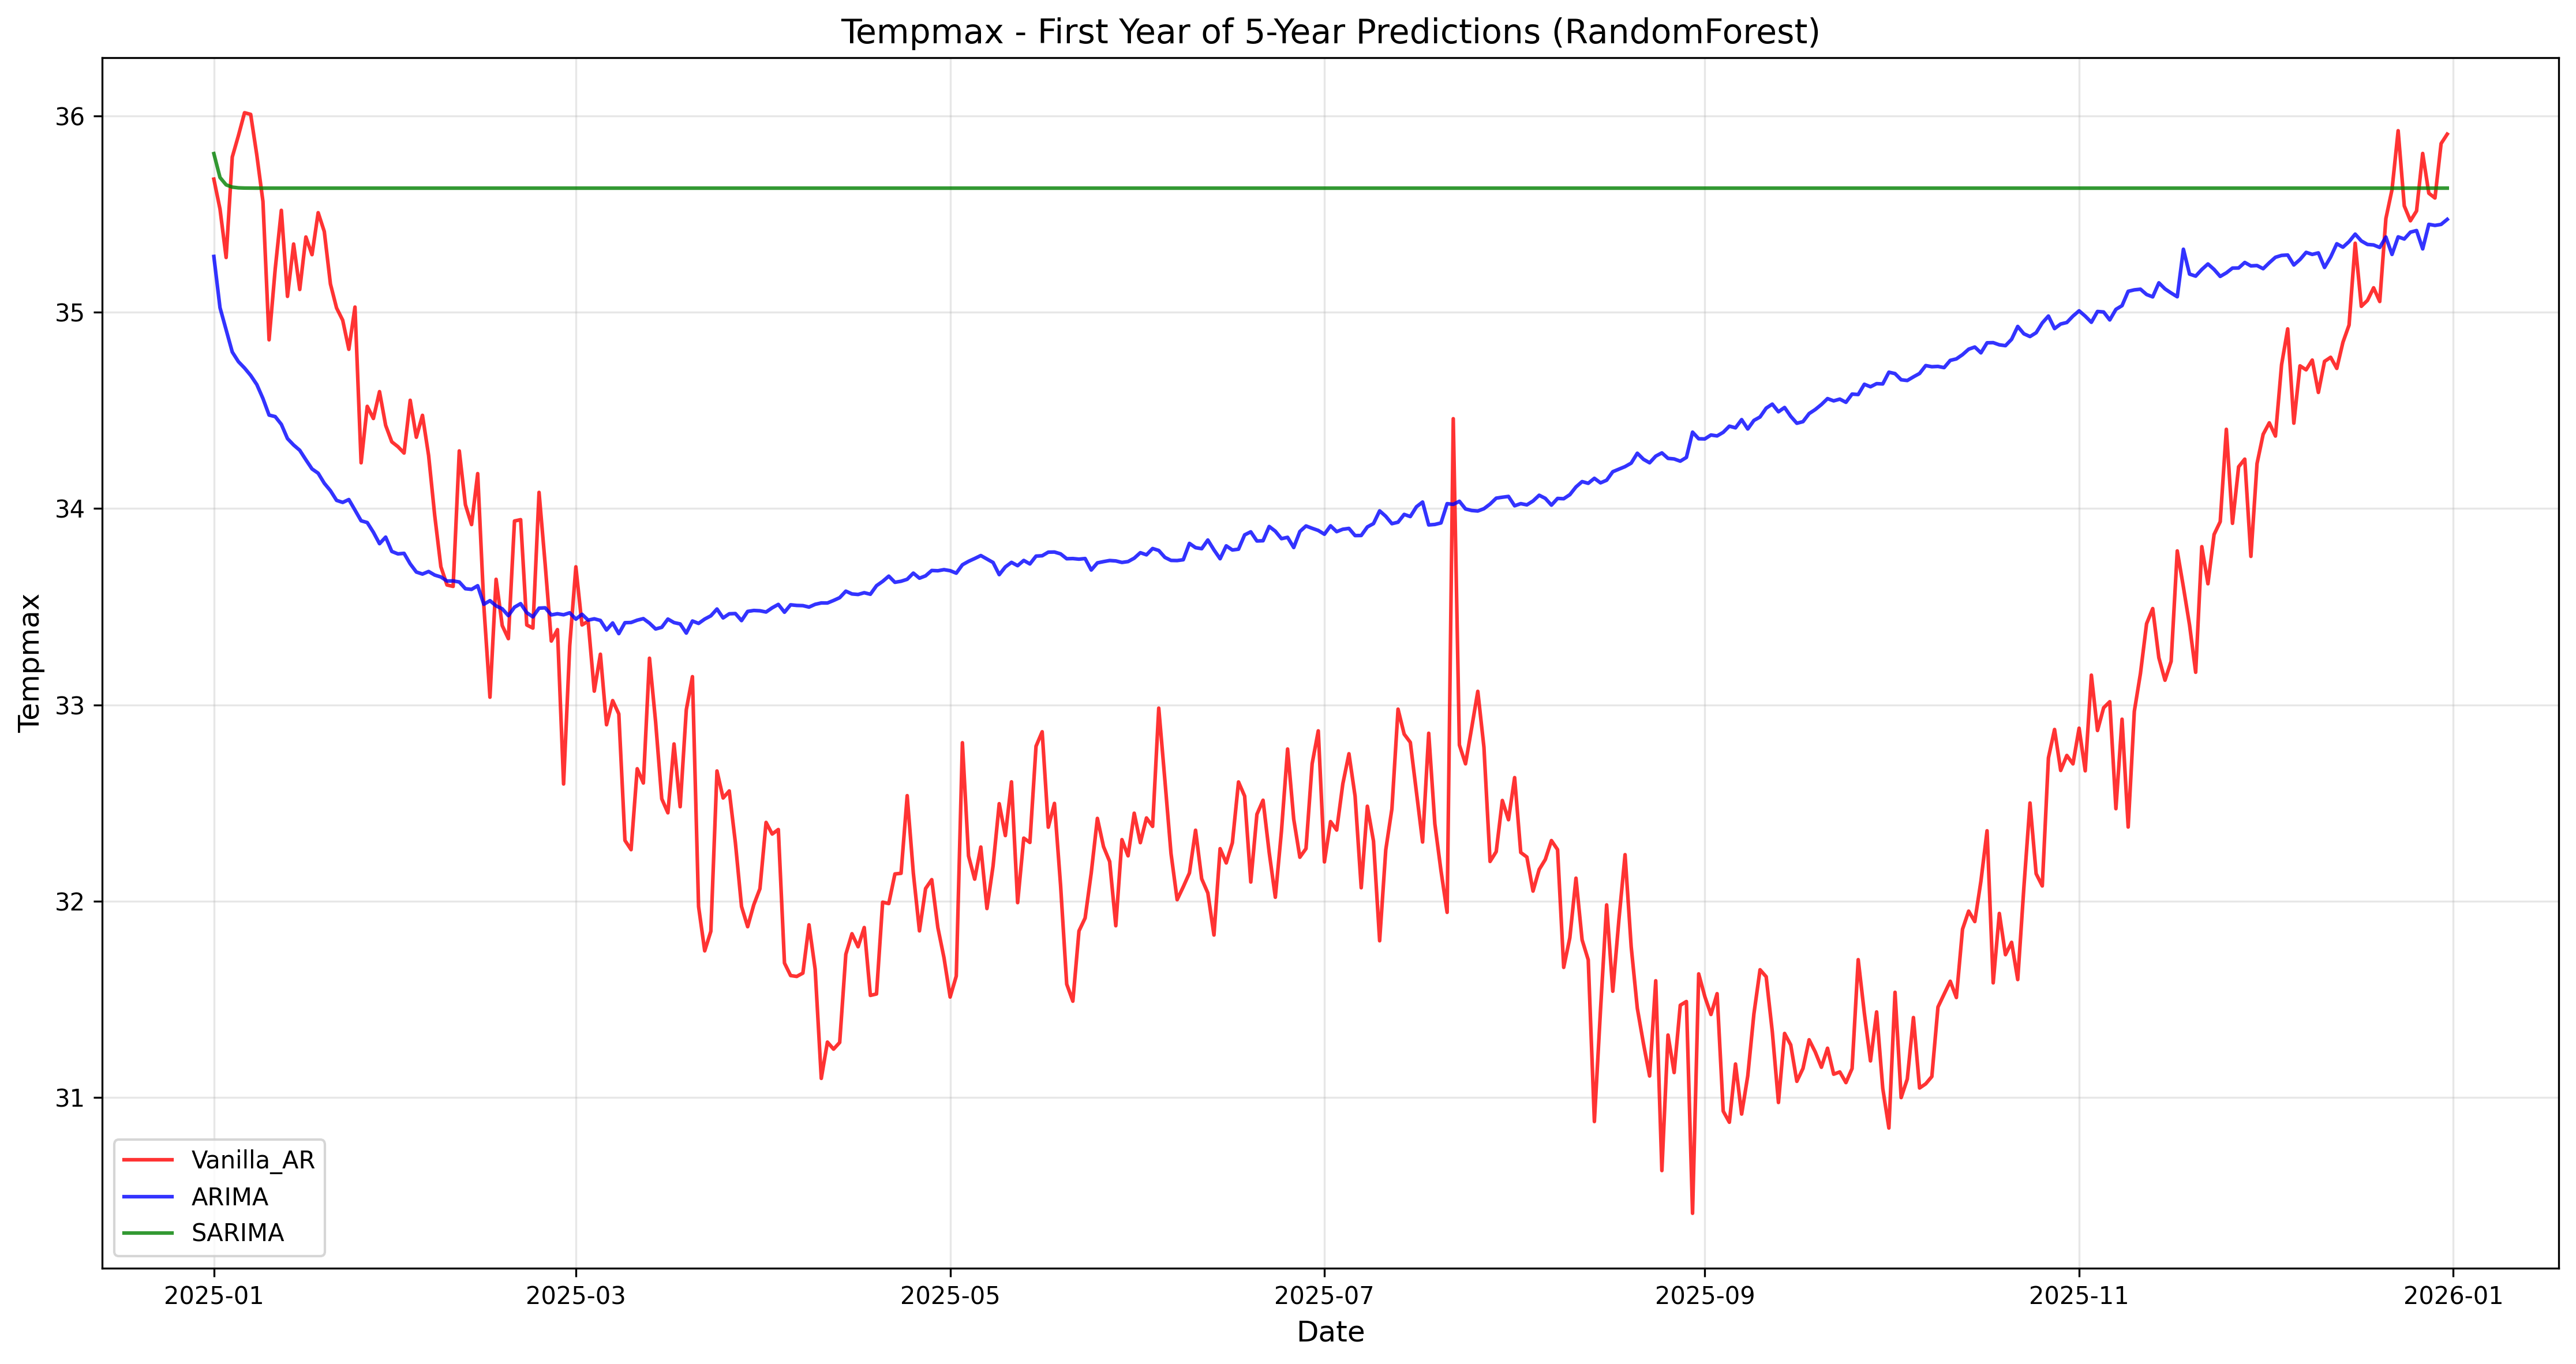 Tempmax - First Year of 5-Year Predictions (RandomForest)
Tempmax
36
35
34
33
32
31
Vanilla_AR
ARIMA
SARIMA
2025-01
2025-03
2025-05
2025-07
2025-09
2025-11
2026-01
Date